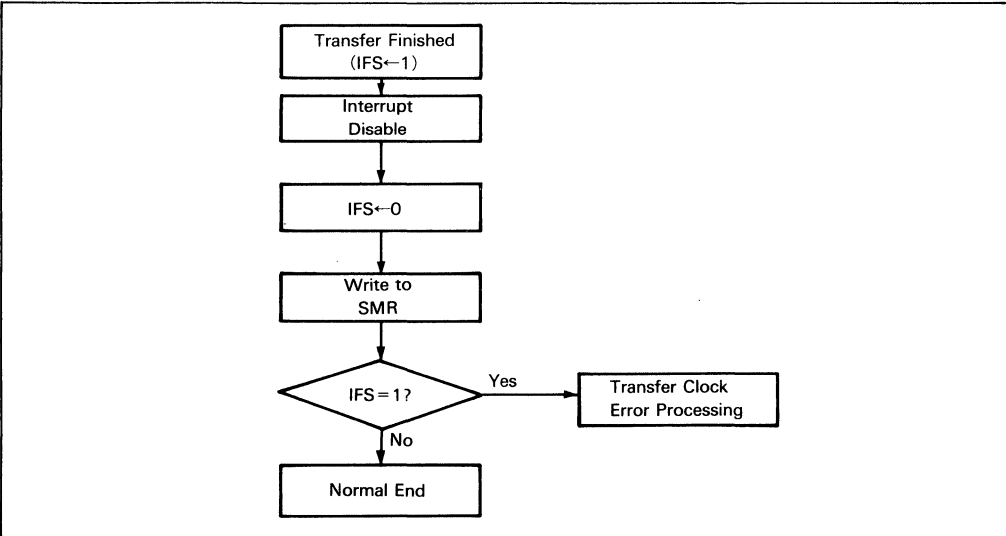 Transfer Finished
(IFS←1)
Interrupt
Disable
IFS←0
Write to
SMR
IFS=1?
Yes
Transfer Clock
Error Processing
No
Normal End